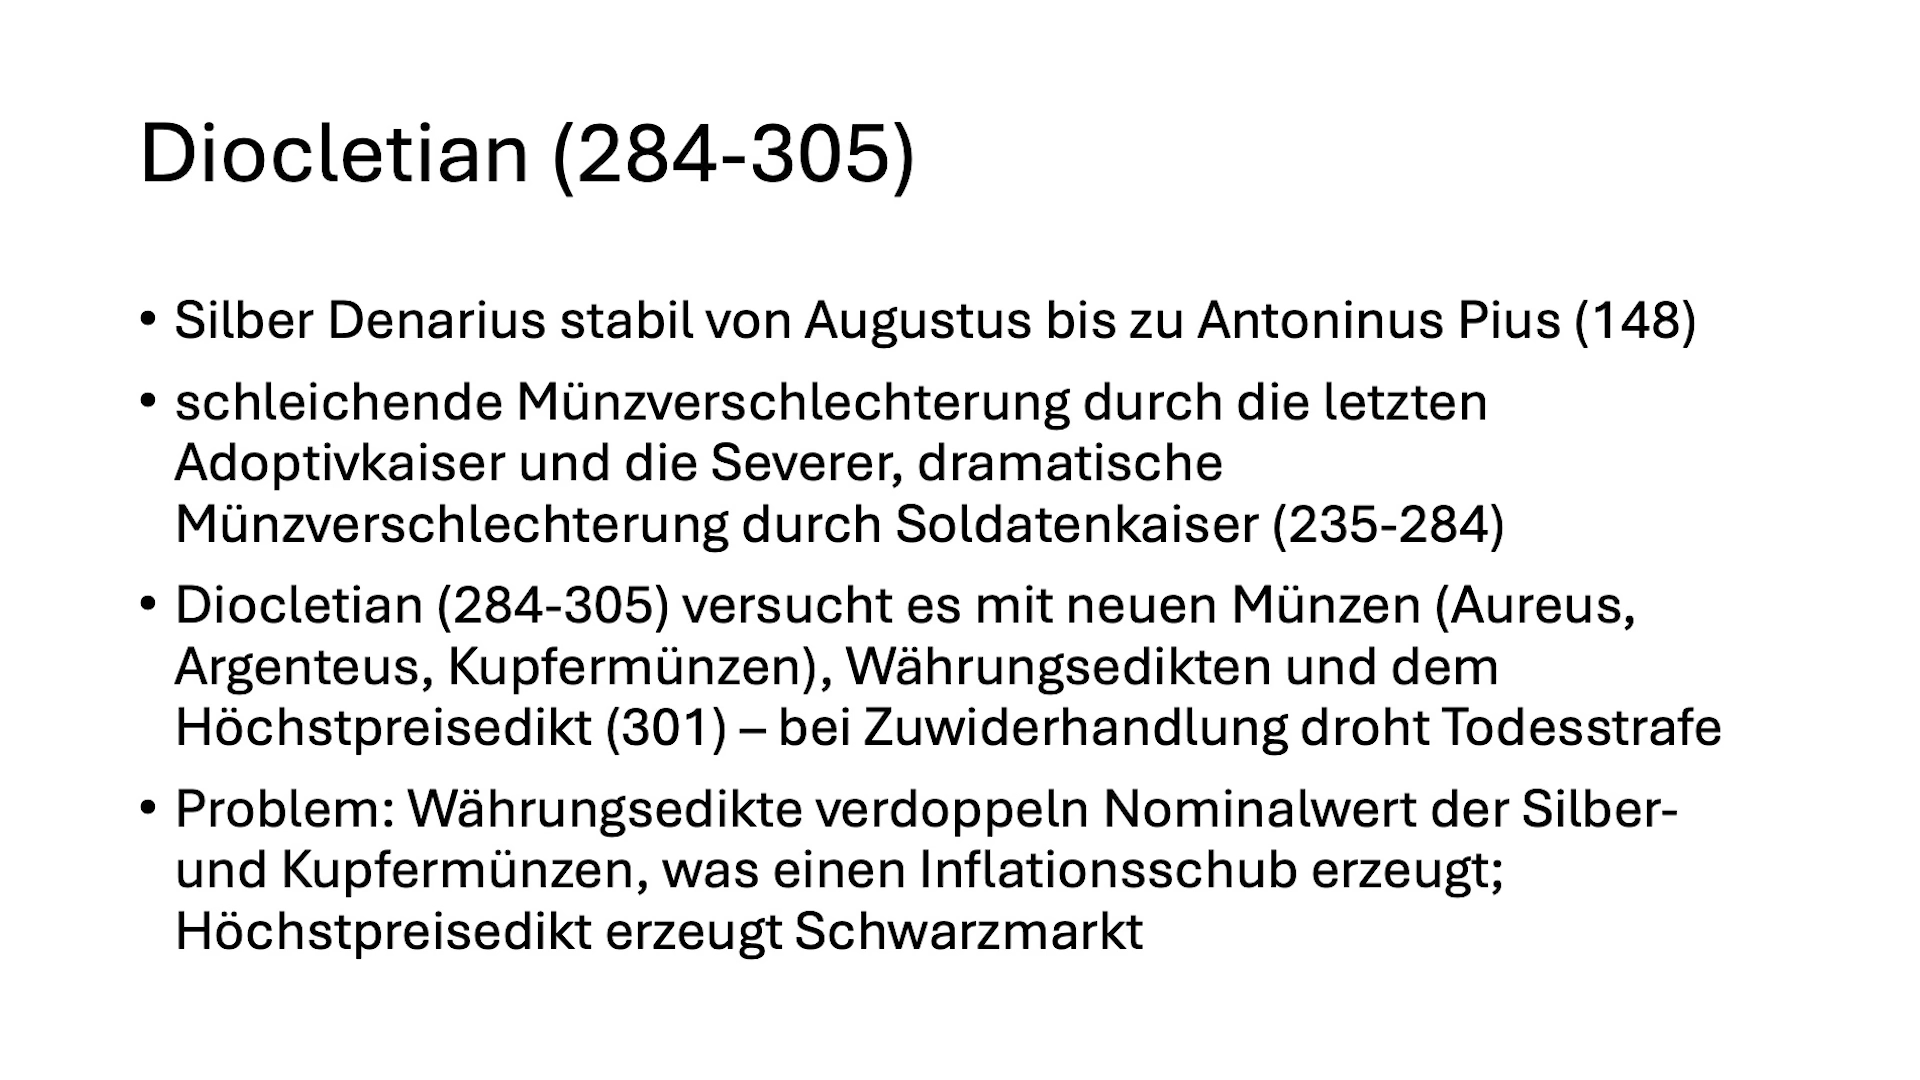 Diocletian (284-305)
• Silber Denarius stabil von Augustus bis zu Antoninus Pius (148)
• schleichende Münzverschlechterung durch die letzten
Adoptivkaiser und die Severer, dramatische
Münzverschlechterung durch Soldatenkaiser (235-284)
• Diocletian (284-305) versucht es mit neuen Münzen (Aureus,
Argenteus, Kupfermünzen), Währungsedikten und dem
Höchstpreisedikt (301) – bei Zuwiderhandlung droht Todesstrafe
• Problem: Währungsedikte verdoppeln Nominalwert der Silber-
und Kupfermünzen, was einen Inflationsschub erzeugt;
Höchstpreisedikt erzeugt Schwarzmarkt